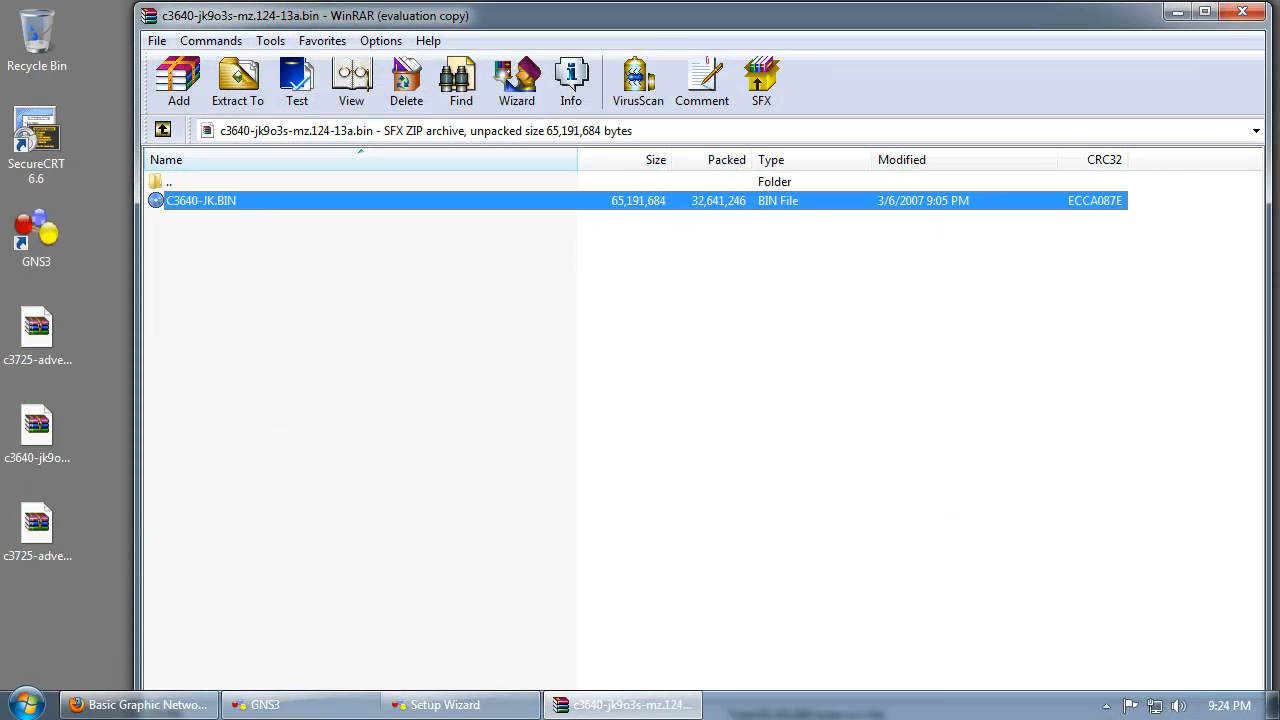 Recycle Bin
SecureCRT
6.6
GNS3
c3725-adve...
c3640-jk9o...
c3725-adve...
c3640-jk9o3s-mz.124-13a.bin - WinRAR (evaluation copy)
File Commands Tools Favorites Options Help
Add Extract To Test View Delete Find Wizard Info VirusScan Comment SFX
c3640-jk9o3s-mz.124-13a.bin - SFX ZIP archive, unpacked size 65,191,684 bytes
Name Size Packed Type Modified CRC32
.. Folder
C3640-JK.BIN 65,191,684 32,641,246 BIN File 3/6/2007 9:05 PM ECCA087E
Basic Graphic Netwo... GNS3 Setup Wizard c3640-jk9o3s-mz.124... 9:24 PM